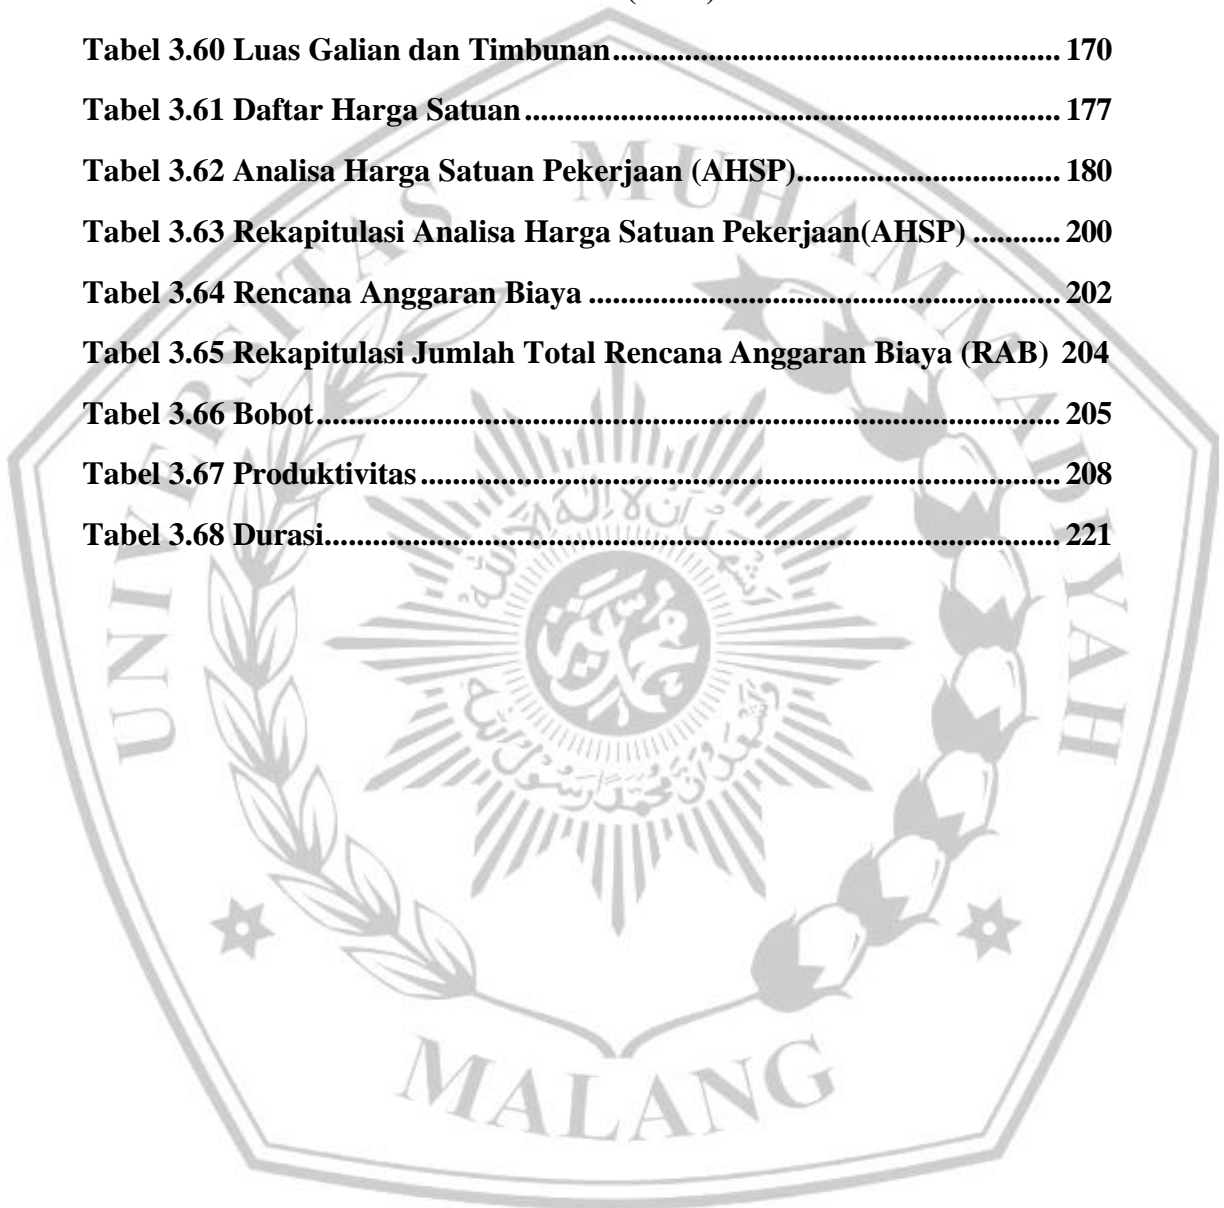 Tabel 3.60 Luas Galian dan Timbunan........................................................ 170
Tabel 3.61 Daftar Harga Satuan................................................................... 177
Tabel 3.62 Analisa Harga Satuan Pekerjaan (AHSP)................................. 180
Tabel 3.63 Rekapitulasi Analisa Harga Satuan Pekerjaan(AHSP) ........... 200
Tabel 3.64 Rencana Anggaran Biaya ........................................................... 202
Tabel 3.65 Rekapitulasi Jumlah Total Rencana Anggaran Biaya (RAB) 204
Tabel 3.66 Bobot............................................................................................. 205
Tabel 3.67 Produktivitas ................................................................................ 208
Tabel 3.68 Durasi............................................................................................ 221
UNIVERSITAS MUHAMMADIYAH
MALANG